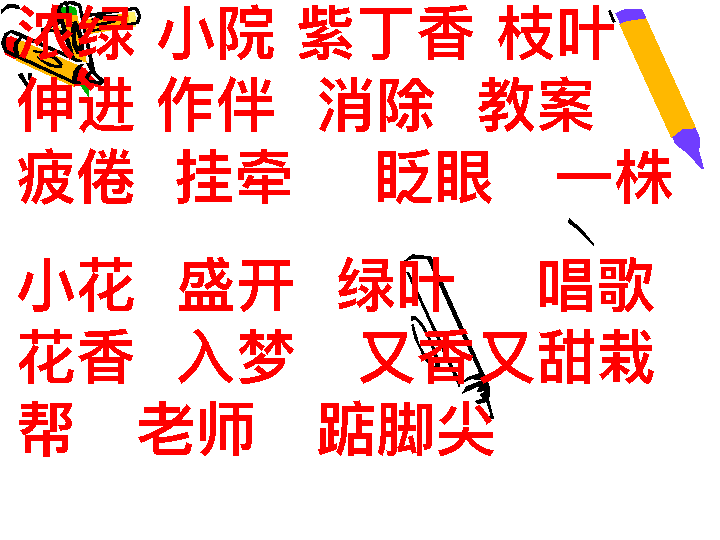 浓绿 小院 紫丁香 枝叶
伸进 作伴 消除 教案
疲倦 挂牵 眨眼 一株
小花 盛开 绿叶 唱歌
花香 入梦 又香又甜栽
帮 老师 踮脚尖